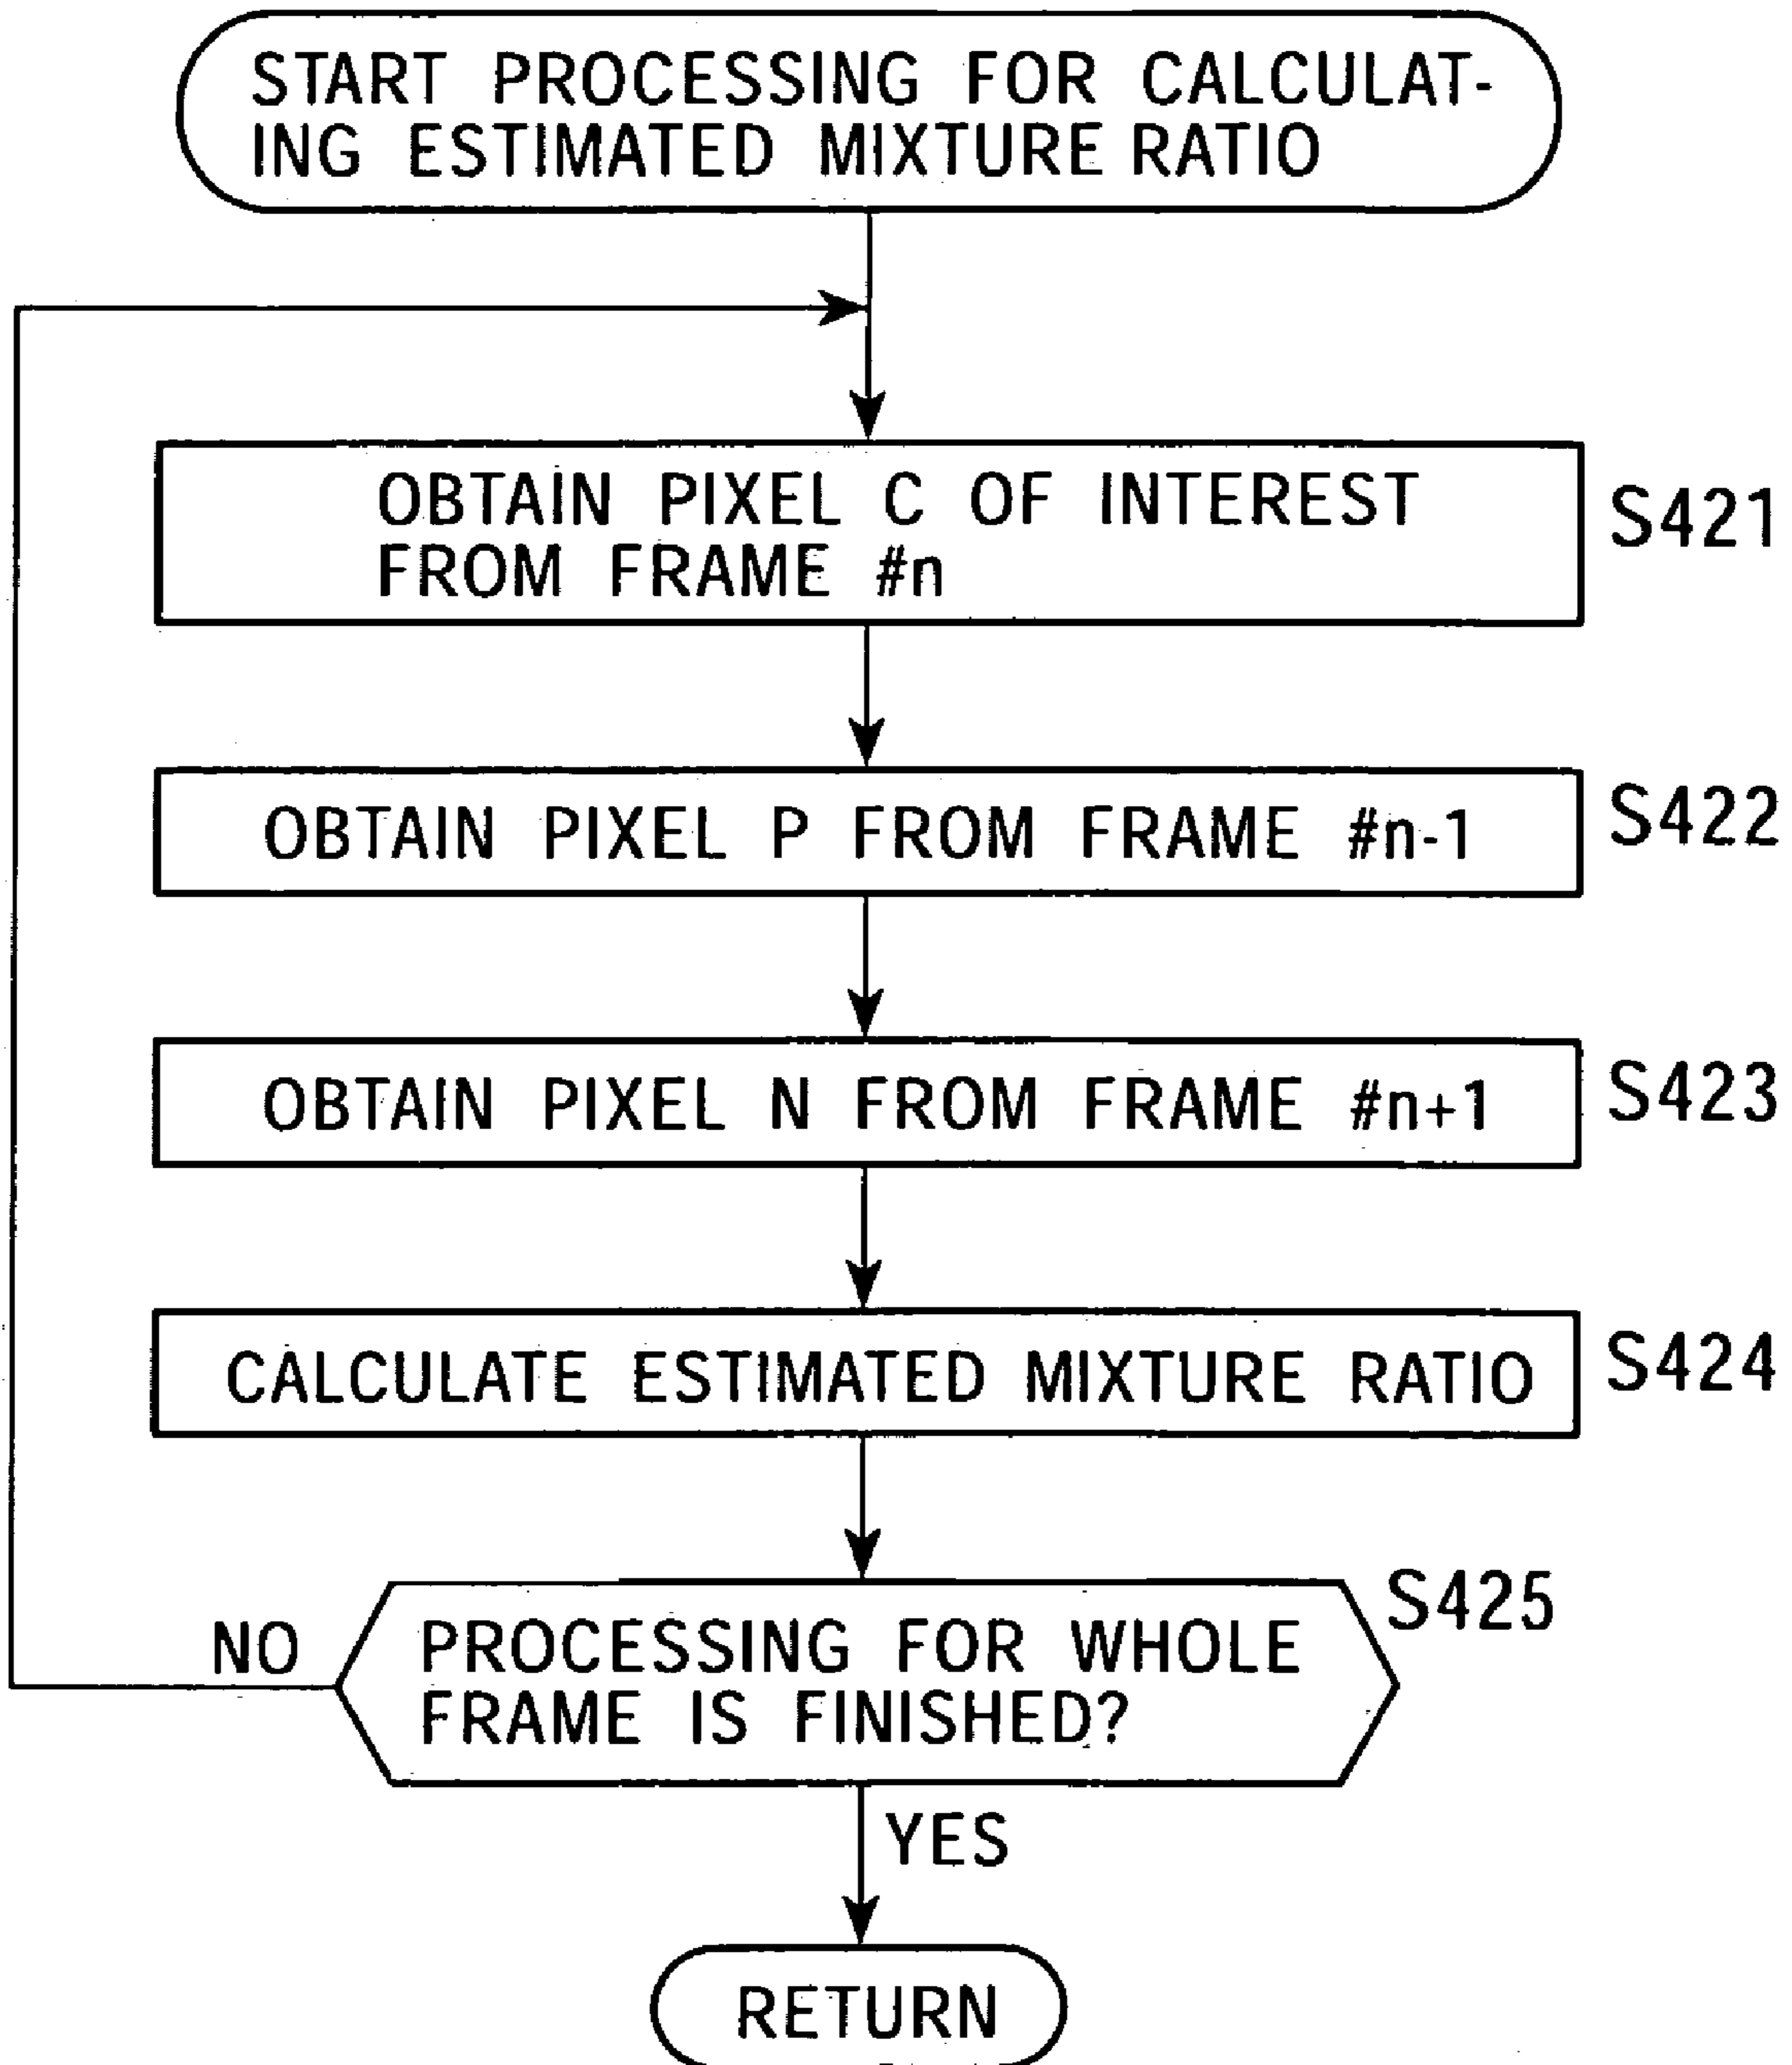 START PROCESSING FOR CALCULAT-
ING ESTIMATED MIXTURE RATIO
OBTAIN PIXEL C OF INTEREST
FROM FRAME #n
S421
OBTAIN PIXEL P FROM FRAME #n-1
S422
OBTAIN PIXEL N FROM FRAME #n+1
S423
CALCULATE ESTIMATED MIXTURE RATIO
S424
S425
NO
PROCESSING FOR WHOLE
FRAME IS FINISHED?
YES
RETURN